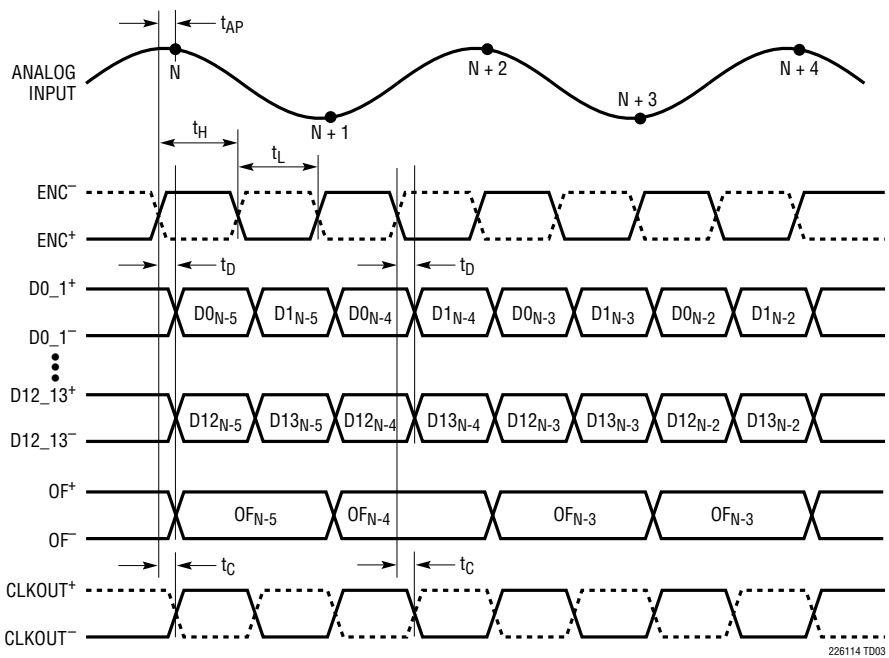 tAP
ANALOG
INPUT
N
N + 1
N + 2
N + 3
N + 4
tH
tL
ENC–
ENC+
tD
tD
D0_1+
D0N-5
D1N-5
D0N-4
D1N-4
D0N-3
D1N-3
D0N-2
D1N-2
D0_1–
D12_13+
D12N-5
D13N-5
D12N-4
D13N-4
D12N-3
D13N-3
D12N-2
D13N-2
D12_13–
OF+
OFN-5
OFN-4
OFN-3
OFN-3
OF–
tC
tC
CLKOUT+
CLKOUT–
226114 TD03